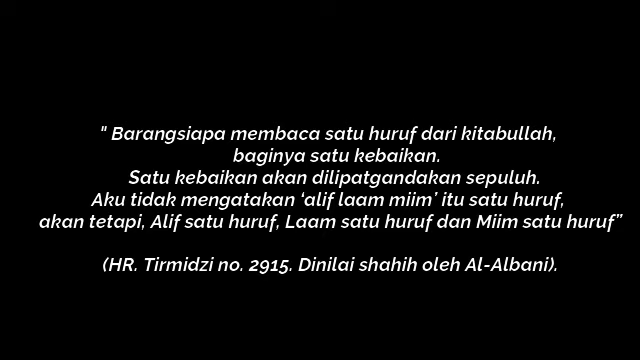 " Barangsiapa membaca satu huruf dari kitabullah,
baginya satu kebaikan.
Satu kebaikan akan dilipatgandakan sepuluh.
Aku tidak mengatakan ‘alif laam miim’ itu satu huruf,
akan tetapi, Alif satu huruf, Laam satu huruf dan Miim satu huruf”
(HR. Tirmidzi no. 2915. Dinilai shahih oleh Al-Albani).